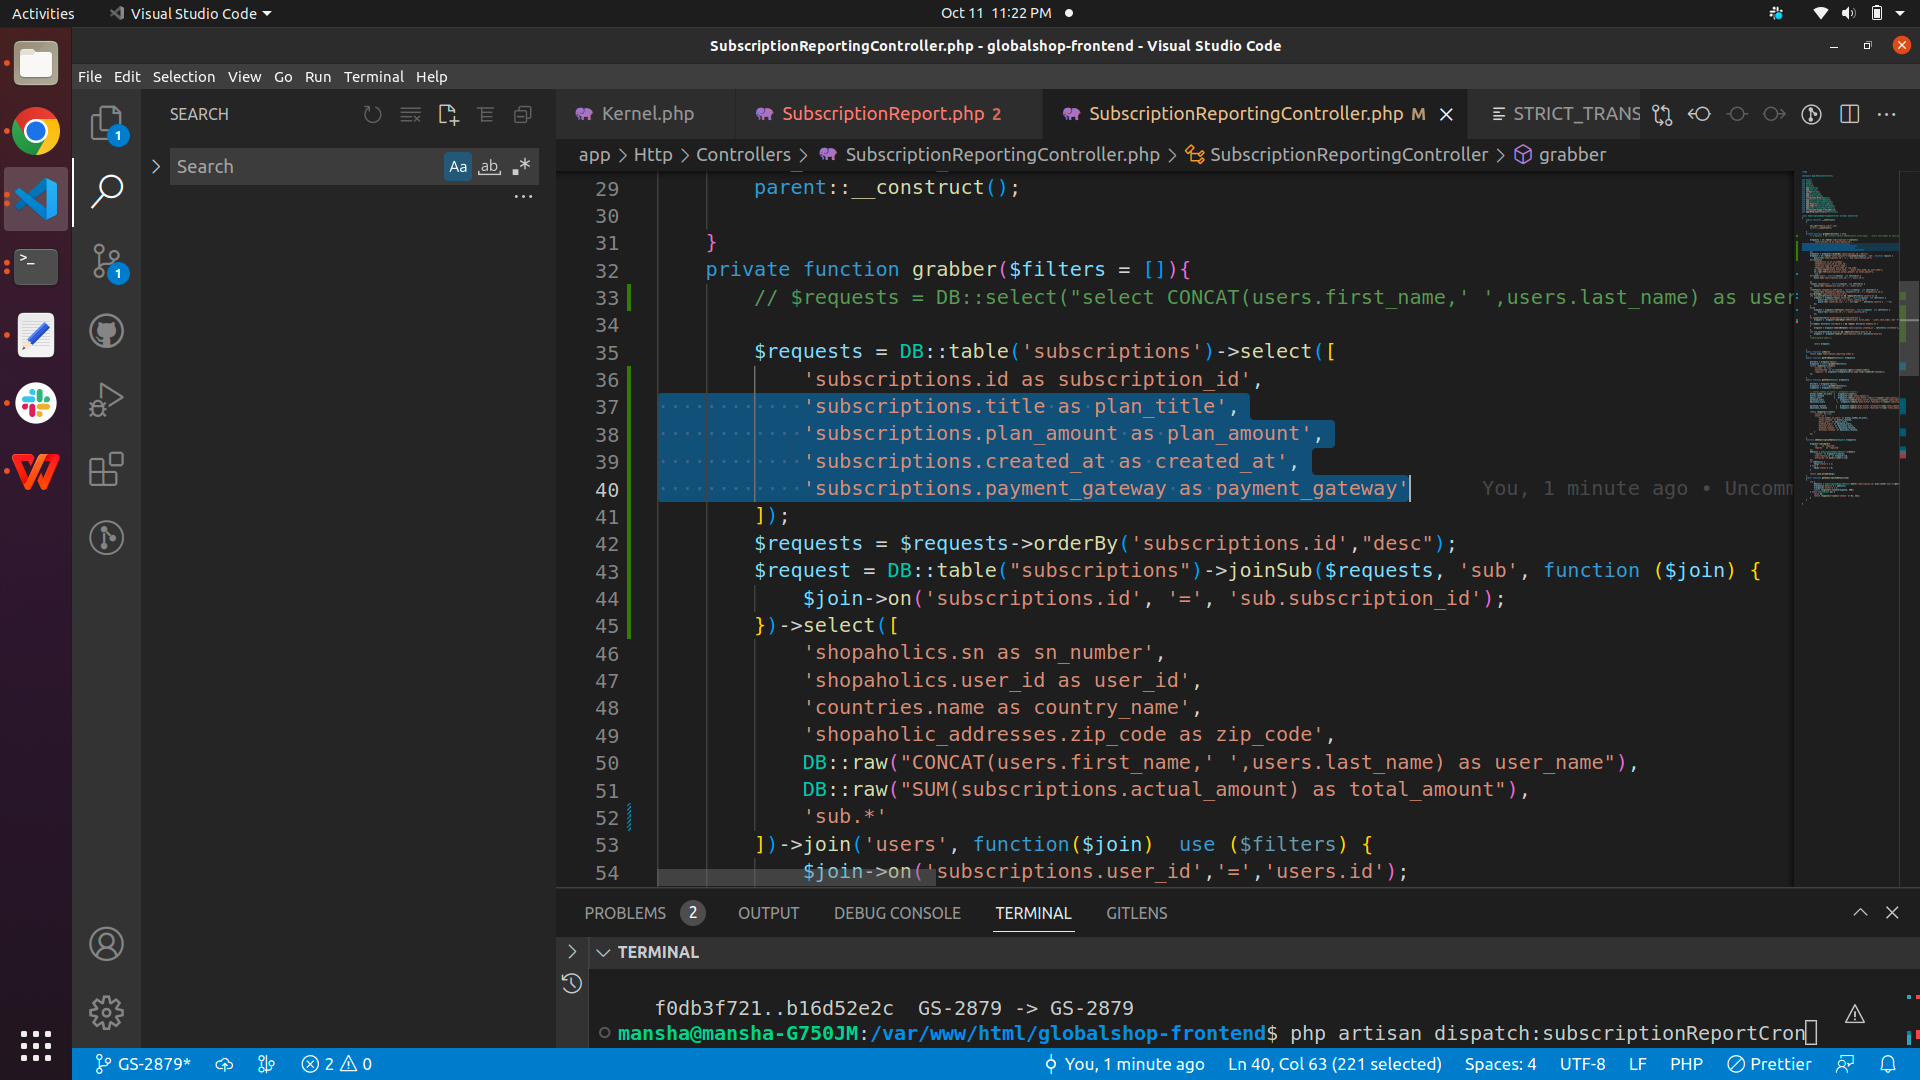 Activities
Visual Studio Code
Oct 11 11:22 PM
SubscriptionReportingController.php - globalshop-frontend - Visual Studio Code
File Edit Selection View Go Run Terminal Help
SEARCH
Search
Aa
ab
Kernel.php
SubscriptionReport.php 2
SubscriptionReportingController.php M
STRICT_TRANS
app > Http > Controllers > SubscriptionReportingController.php > SubscriptionReportingController > grabber
29 parent::__construct();
30
31 }
32 private function grabber($filters = []){
33 // $requests = DB::select("select CONCAT(users.first_name,' ',users.last_name) as user
34
35 $requests = DB::table('subscriptions')->select([
36 'subscriptions.id as subscription_id',
37 'subscriptions.title as plan_title',
38 'subscriptions.plan_amount as plan_amount',
39 'subscriptions.created_at as created_at',
40 'subscriptions.payment_gateway as payment_gateway' You, 1 minute ago • Uncomm
41 ]);
42 $requests = $requests->orderBy('subscriptions.id',"desc");
43 $request = DB::table("subscriptions")->joinSub($requests, 'sub', function ($join) {
44 $join->on('subscriptions.id', '=', 'sub.subscription_id');
45 })->select([
46 'shopaholics.sn as sn_number',
47 'shopaholics.user_id as user_id',
48 'countries.name as country_name',
49 'shopaholic_addresses.zip_code as zip_code',
50 DB::raw("CONCAT(users.first_name,' ',users.last_name) as user_name"),
51 DB::raw("SUM(subscriptions.actual_amount) as total_amount"),
52 'sub.*'
53 ])->join('users', function($join)  use ($filters) {
54 $join->on('subscriptions.user_id','=','users.id');
1
1
PROBLEMS 2 OUTPUT DEBUG CONSOLE TERMINAL GITLENS
TERMINAL
f0db3f721..b16d52e2c  GS-2879 -> GS-2879
mansha@mansha-G750JM:/var/www/html/globalshop-frontend$ php artisan dispatch:subscriptionReportCron
GS-2879* 2 0 You, 1 minute ago Ln 40, Col 63 (221 selected) Spaces: 4 UTF-8 LF PHP Prettier